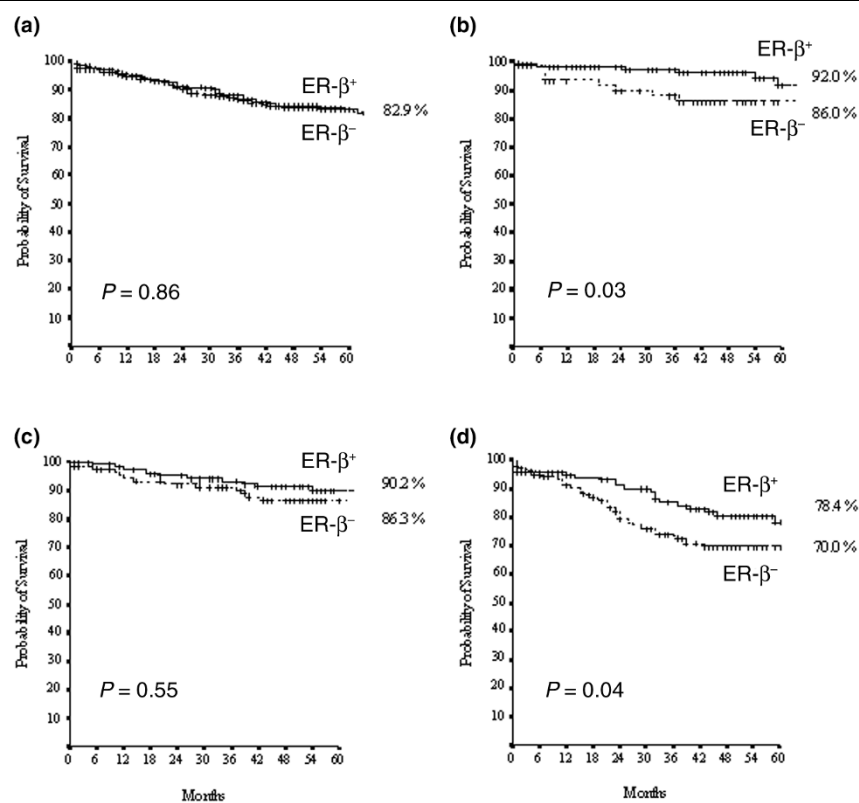 (a)
100
90
80
70
60
50
40
30
20
10
Probability of Survival
ER-β⁺
ER-β⁻
82.9%
P = 0.86
0 6 12 18 24 30 36 42 48 54 60
(b)
100
90
80
70
60
50
40
30
20
10
Probability of Survival
ER-β⁺
92.0%
86.0%
ER-β⁻
P = 0.03
0 6 12 18 24 30 36 42 48 54 60
(c)
100
90
80
70
60
50
40
30
20
10
Probability of Survival
ER-β⁺
90.2%
ER-β⁻
86.3%
P = 0.55
0 6 12 18 24 30 36 42 48 54 60
Months
(d)
100
90
80
70
60
50
40
30
20
10
Probability of Survival
ER-β⁺
78.4%
70.0%
ER-β⁻
P = 0.04
0 6 12 18 24 30 36 42 48 54 60
Months